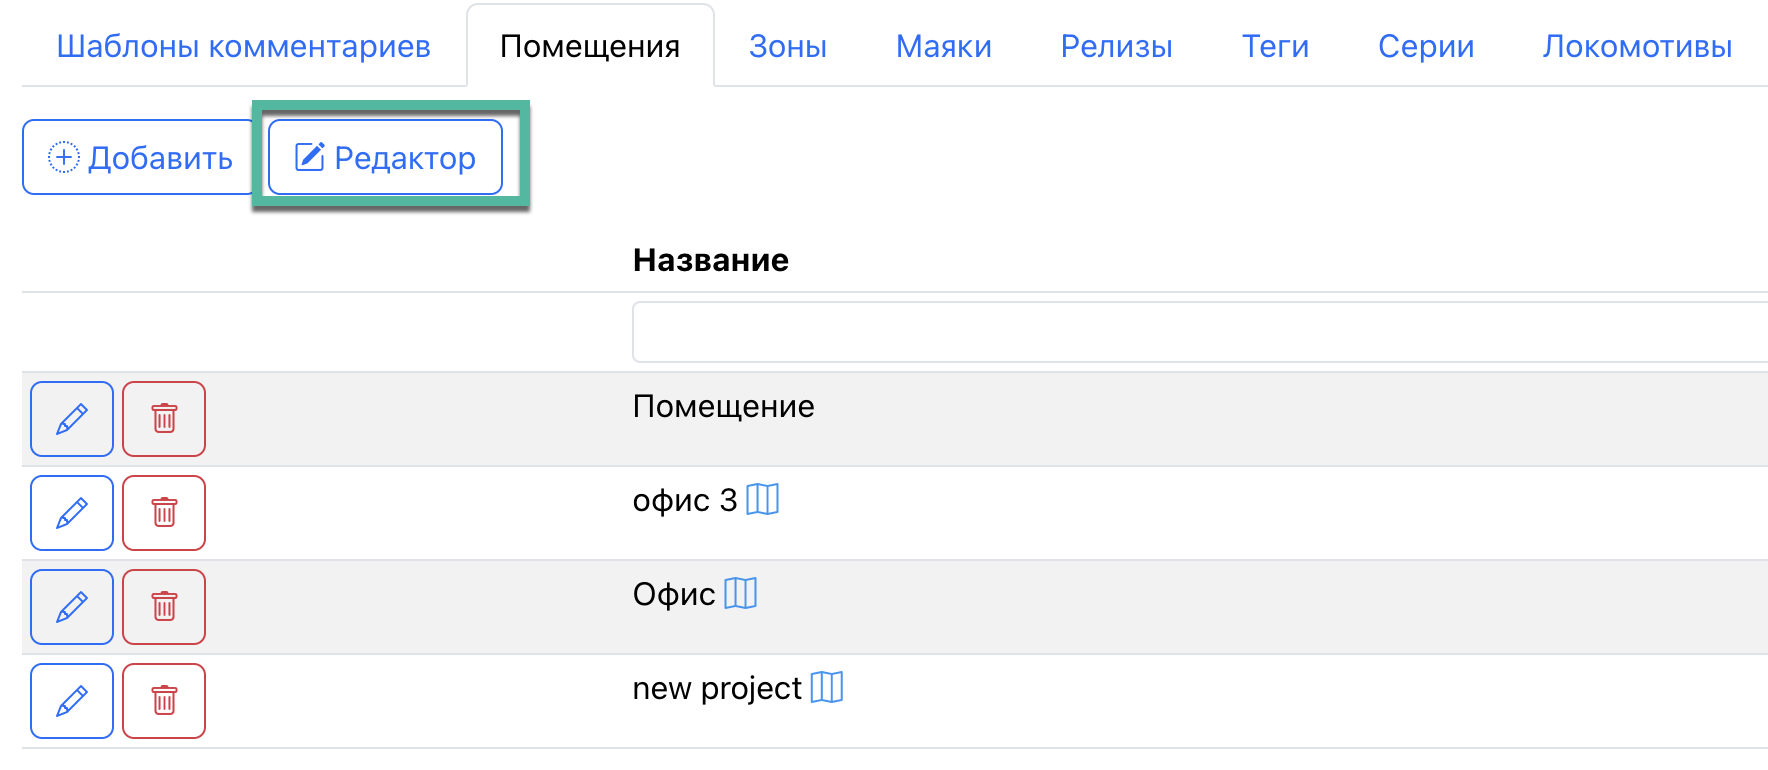 Шаблоны комментариев Помещения Зоны Маяки Релизы Теги Серии Локомотивы
Добавить Редактор
Название
Помещение
офис 3
Офис
new project